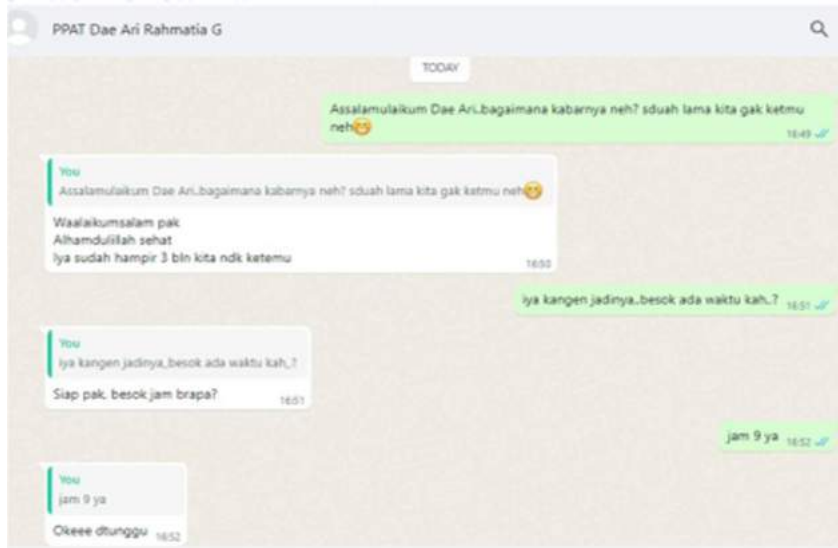 PPAT Dae Ari Rahmatia G
TODAY
Assalamulaikum Dae Ari..bagaimana kabarnya neh? sduah lama kita gak ketmu
neh😁
16:49
You
Assalamulaikum Dae Ari..bagaimana kabarnya neh? sduah lama kita gak ketmu neh😁
Waalaikumsalam pak
Alhamdulillah sehat
Iya sudah hampir 3 bln kita ndk ketemu
16:50
iya kangen jadinya..besok ada waktu kah..? 16:51
You
iya kangen jadinya..besok ada waktu kah..?
Siap pak. besok jam brapa? 16:51
jam 9 ya 16:52
You
jam 9 ya
Okeee dtunggu 16:52